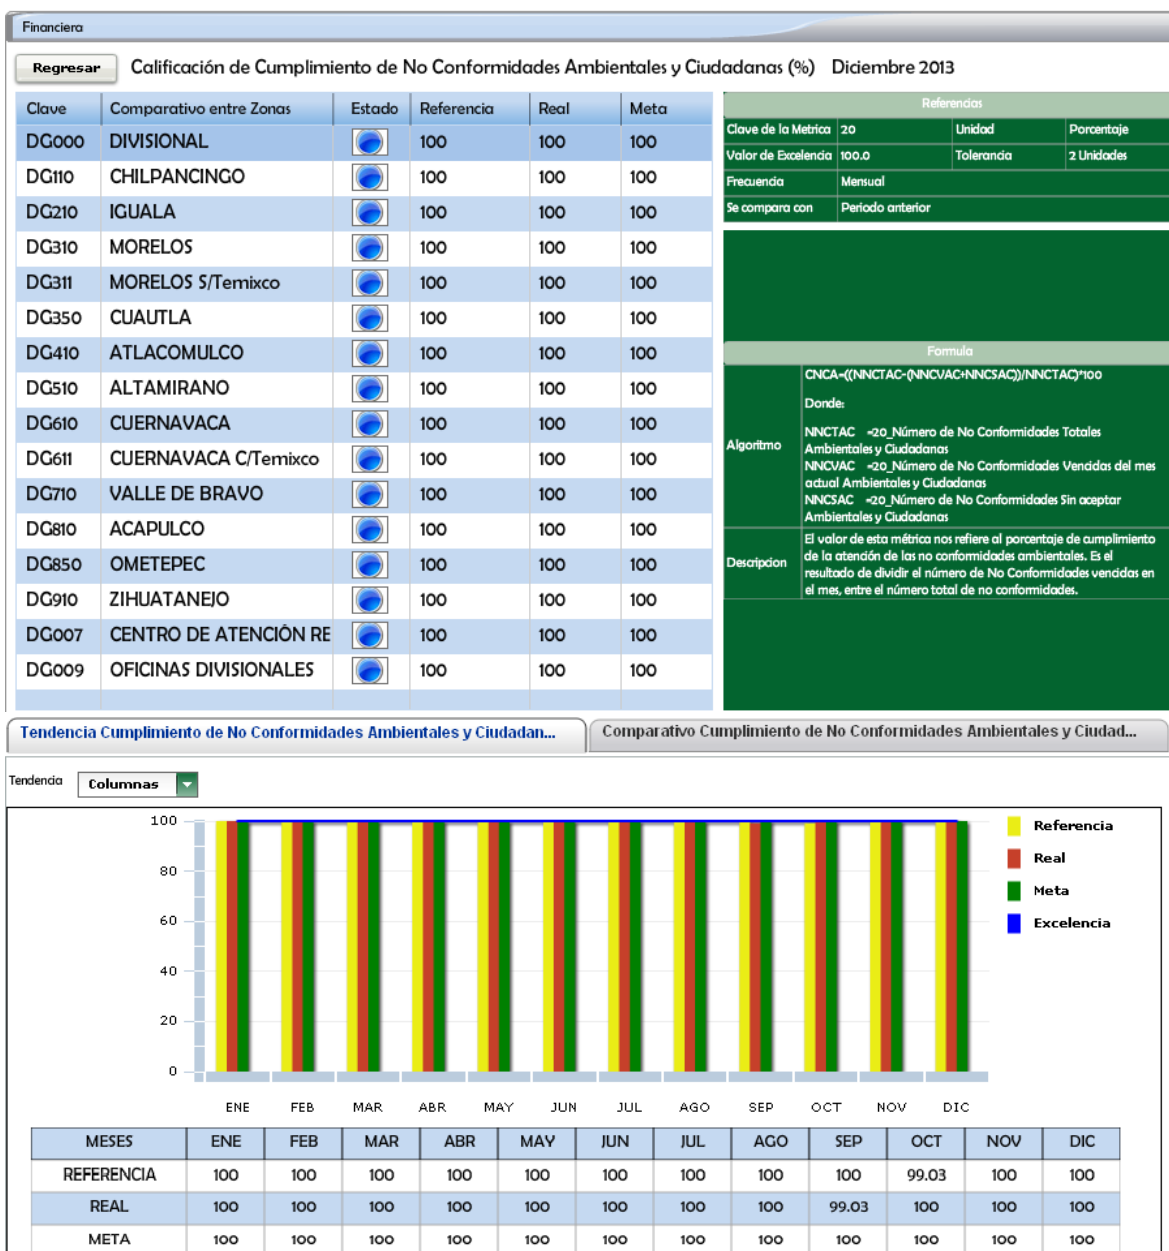 Financiera
Regresar Calificación de Cumplimiento de No Conformidades Ambientales y Ciudadanas (%) Diciembre 2013
Clave Comparativo entre Zonas Estado Referencia Real Meta
DG000 DIVISIONAL 100 100 100
DG110 CHILPANCINGO 100 100 100
DG210 IGUALA 100 100 100
DG310 MORELOS 100 100 100
DG311 MORELOS S/Temixco 100 100 100
DG350 CUAUTLA 100 100 100
DG410 ATLACOMULCO 100 100 100
DG510 ALTAMIRANO 100 100 100
DG610 CUERNAVACA 100 100 100
DG611 CUERNAVACA C/Temixco 100 100 100
DG710 VALLE DE BRAVO 100 100 100
DG810 ACAPULCO 100 100 100
DG850 OMETEPEC 100 100 100
DG910 ZIHUATANEJO 100 100 100
DG007 CENTRO DE ATENCIÓN RE 100 100 100
DG009 OFICINAS DIVISIONALES 100 100 100
Referencias
Clave de la Metrica 20 Unidad Porcentaje
Valor de Excelencia 100.0 Tolerancia 2 Unidades
Frecuencia Mensual
Se compara con Periodo anterior
Formula
Algoritmo
CNCA=((NNCTAC-(NNCVAC+NNCSAC))/NNCTAC)*100
Donde:
NNCTAC =20_Número de No Conformidades Totales
Ambientales y Ciudadanas
NNCVAC =20_Número de No Conformidades Vencidas del mes
actual Ambientales y Ciudadanas
NNCSAC =20_Número de No Conformidades Sin aceptar
Ambientales y Ciudadanas
Descripcion
El valor de esta métrica nos refiere al porcentaje de cumplimiento
de la atención de las no conformidades ambientales. Es el
resultado de dividir el número de No Conformidades vencidas en
el mes, entre el número total de no conformidades.
Tendencia Cumplimiento de No Conformidades Ambientales y Ciudadan...
Comparativo Cumplimiento de No Conformidades Ambientales y Ciudad...
Tendencia Columnas
100
80
60
40
20
0
Referencia
Real
Meta
Excelencia
ENE FEB MAR ABR MAY JUN JUL AGO SEP OCT NOV DIC
MESES ENE FEB MAR ABR MAY JUN JUL AGO SEP OCT NOV DIC
REFERENCIA 100 100 100 100 100 100 100 100 100 99.03 100 100
REAL 100 100 100 100 100 100 100 100 99.03 100 100 100
META 100 100 100 100 100 100 100 100 100 100 100 100